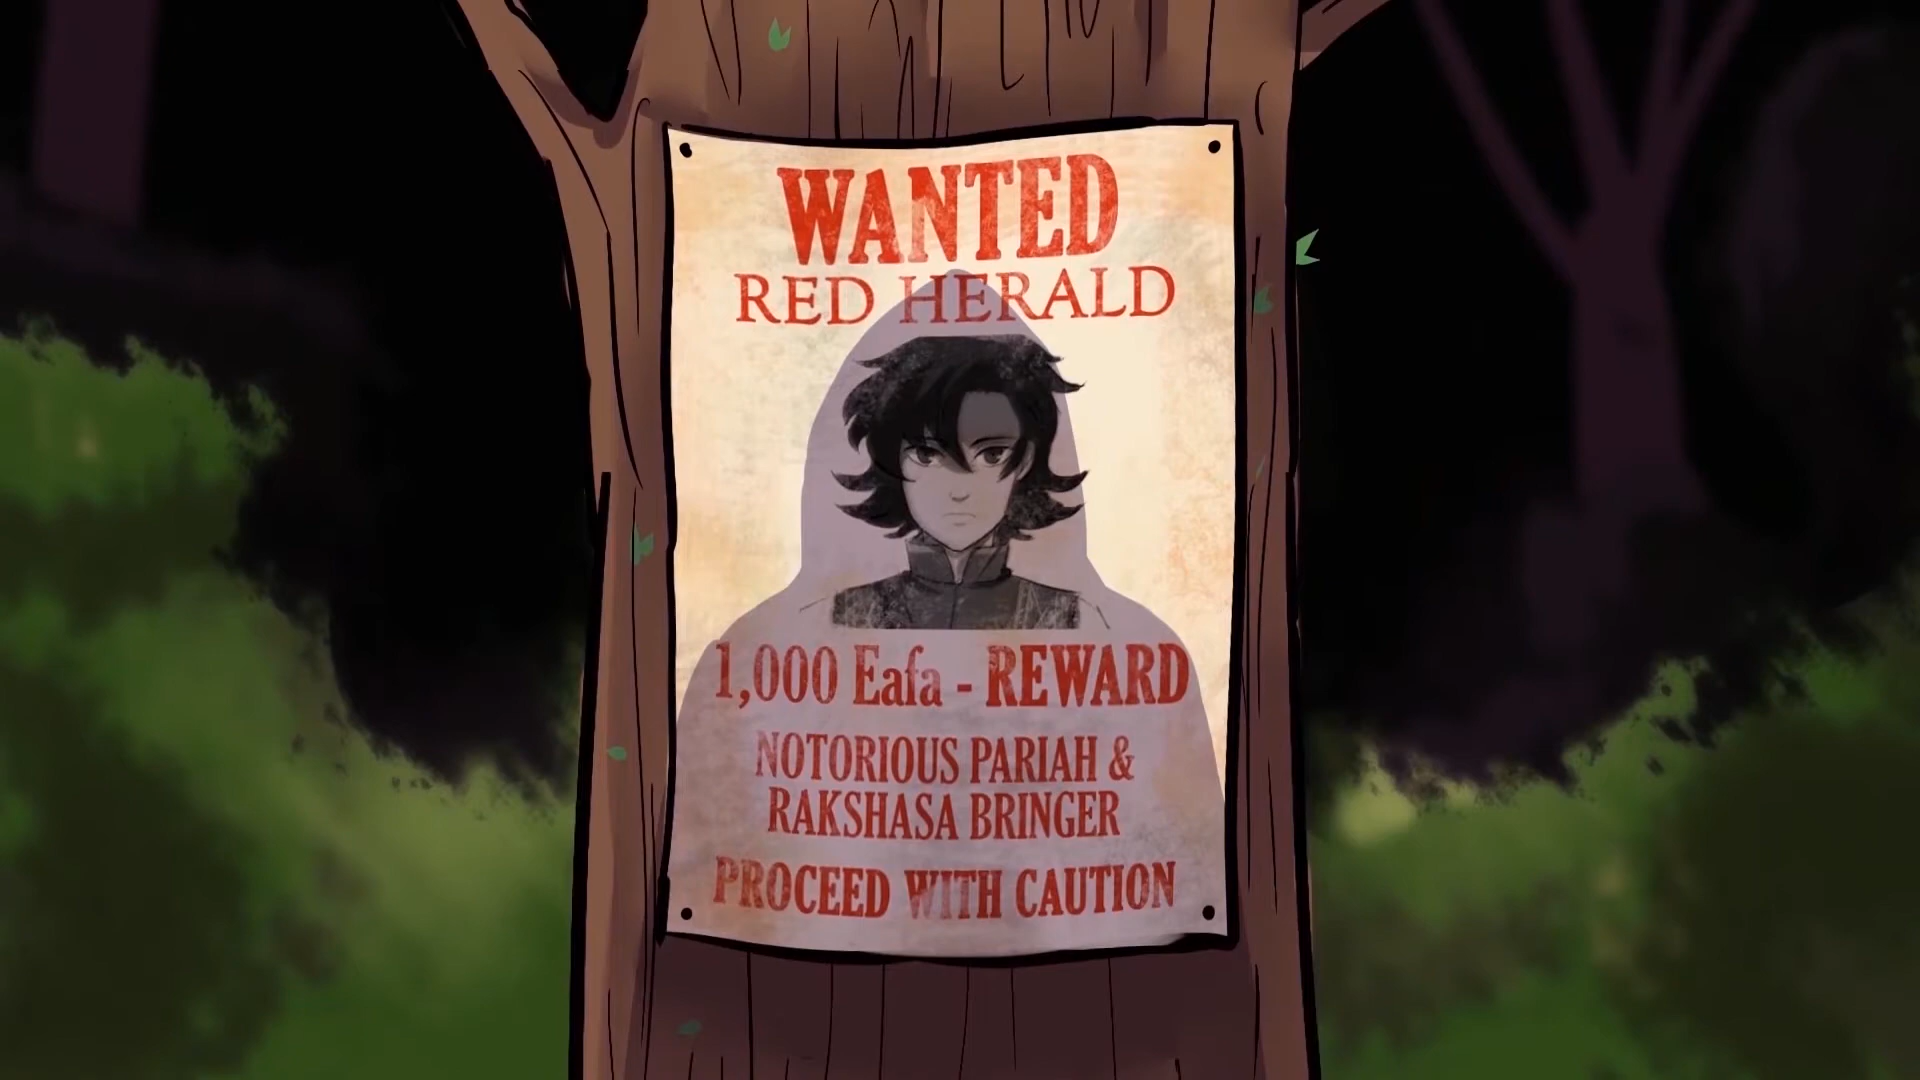 WANTED
RED HERALD
1,000 Eafa - REWARD
NOTORIOUS PARIAH &
RAKSHASA BRINGER
PROCEED WITH CAUTION